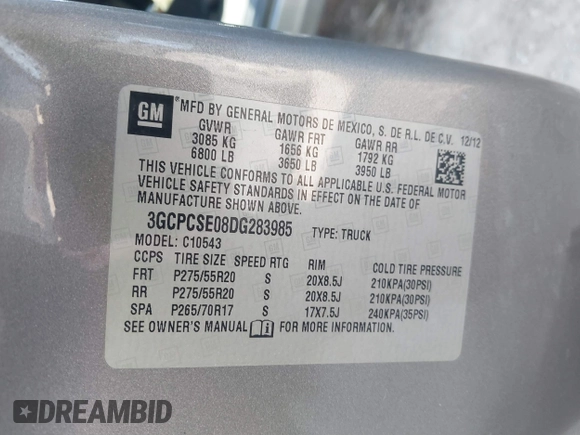 GM
®MFD BY GENERAL MOTORS DE MEXICO, S. DE R.L. DE C.V. 12/12
GVWR GAWR FRT GAWR RR
3085 KG 1656 KG 1792 KG
6800 LB 3650 LB 3950 LB
THIS VEHICLE CONFORMS TO ALL APPLICABLE U.S. FEDERAL MOTOR
VEHICLE SAFETY STANDARDS IN EFFECT ON THE DATE OF
MANUFACTURE SHOWN ABOVE.
3GCPCSE08DG283985 TYPE: TRUCK
MODEL: C10543
CCPS TIRE SIZE SPEED RTG RIM COLD TIRE PRESSURE
FRT P275/55R20 S 20X8.5J 210KPA(30PSI)
RR P275/55R20 S 20X8.5J 210KPA(30PSI)
SPA P265/70R17 S 17X7.5J 240KPA(35PSI)
SEE OWNER'S MANUAL FOR ADDITIONAL INFORMATION.
DREAMBID